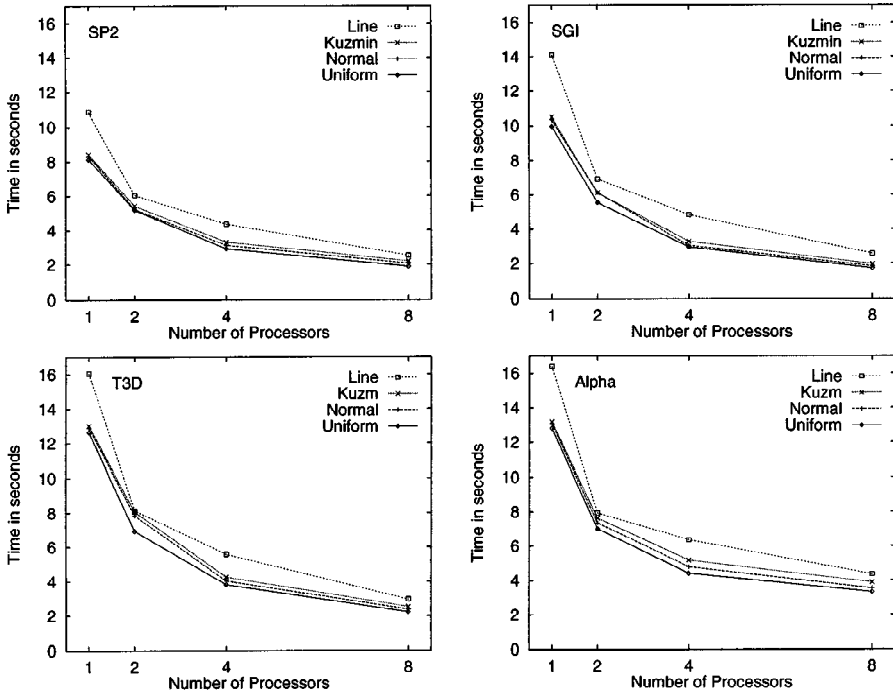 SP2
Line
Kuzmin
Normal
Uniform
Time in seconds
16
14
12
10
8
6
4
2
0
1 2 4 8
Number of Processors
SGI
Line
Kuzmin
Normal
Uniform
Time in seconds
16
14
12
10
8
6
4
2
0
1 2 4 8
Number of Processors
T3D
Line
Kuzm
Normal
Uniform
Time in seconds
16
14
12
10
8
6
4
2
0
1 2 4 8
Number of Processors
Alpha
Line
Kuzm
Normal
Uniform
Time in seconds
16
14
12
10
8
6
4
2
0
1 2 4 8
Number of Processors